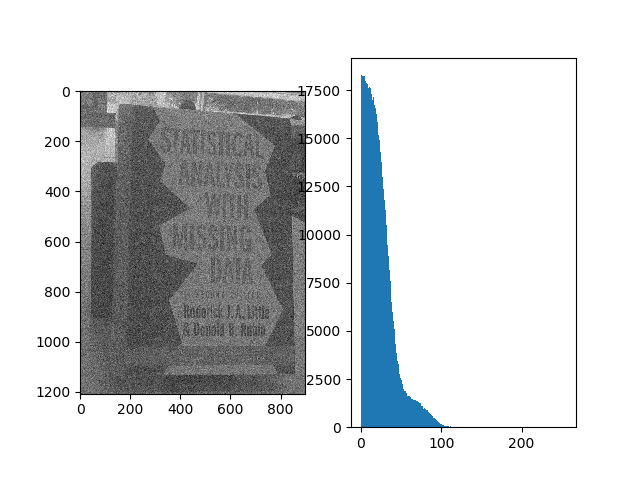 STATISTICAL
ANALYSIS
WITH
MISSING
DATA
Roderick J.A. Little
& Donald B. Rubin
0
200
400
600
800
1000
1200
0 200 400 600 800
17500
15000
12500
10000
7500
5000
2500
0
0 100 200